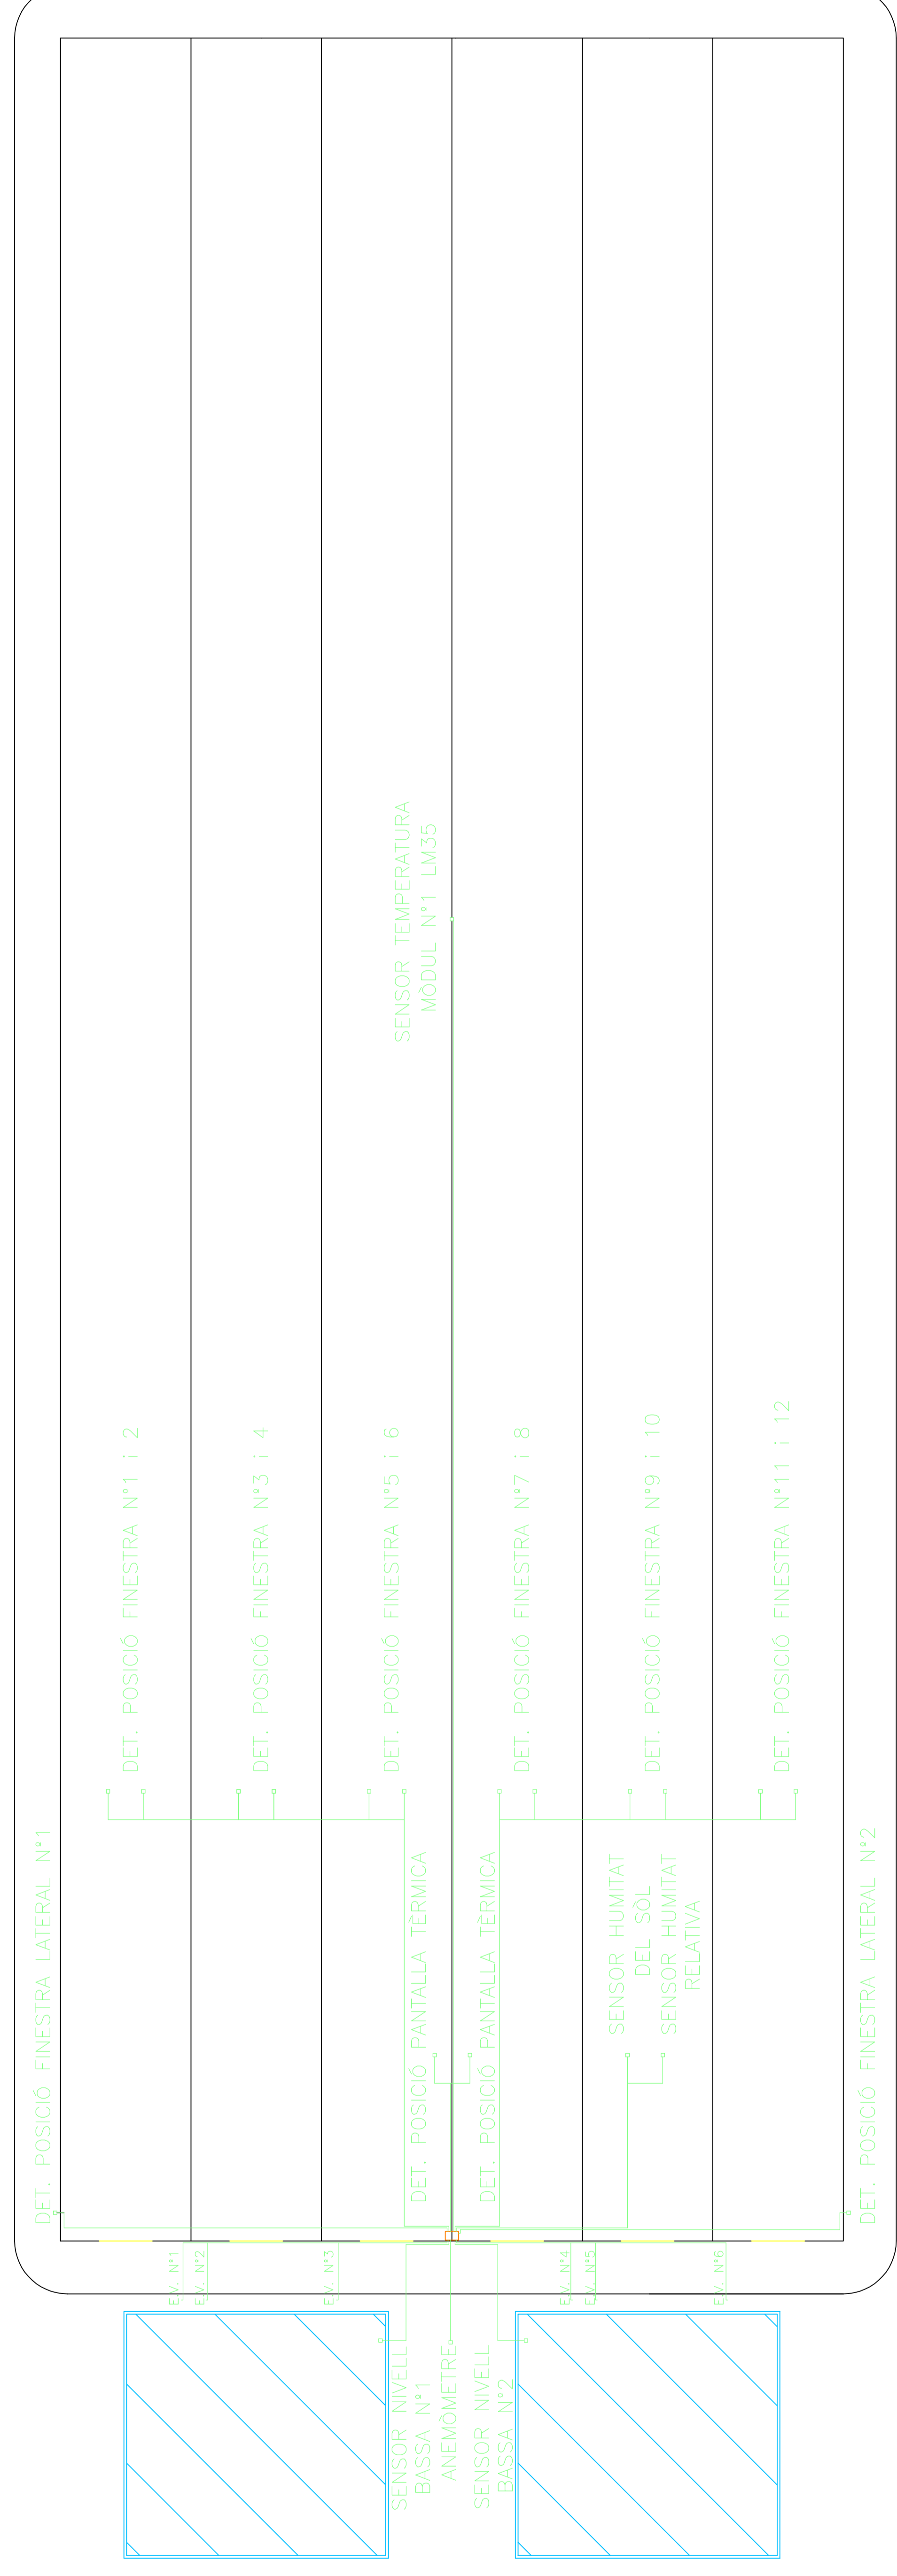 SENSOR TEMPERATURA
MÒDUL Nº1 LM35
DET. POSICIÓ FINESTRA Nº1 i 2
DET. POSICIÓ FINESTRA Nº3 i 4
DET. POSICIÓ FINESTRA Nº5 i 6
DET. POSICIÓ FINESTRA Nº7 i 8
DET. POSICIÓ FINESTRA Nº9 i 10
DET. POSICIÓ FINESTRA Nº11 i 12
DET. POSICIÓ FINESTRA LATERAL Nº1
DET. POSICIÓ PANTALLA TÈRMICA
DET. POSICIÓ PANTALLA TÈRMICA
SENSOR HUMITAT
DEL SÒL
SENSOR HUMITAT
RELATIVA
DET. POSICIÓ FINESTRA LATERAL Nº2
E.V. Nº1
E.V. Nº2
E.V. Nº3
E.V. Nº4
E.V. Nº5
E.V. Nº6
SENSOR NIVELL
BASSA Nº1
ANEMÒMETRE
SENSOR NIVELL
BASSA Nº2